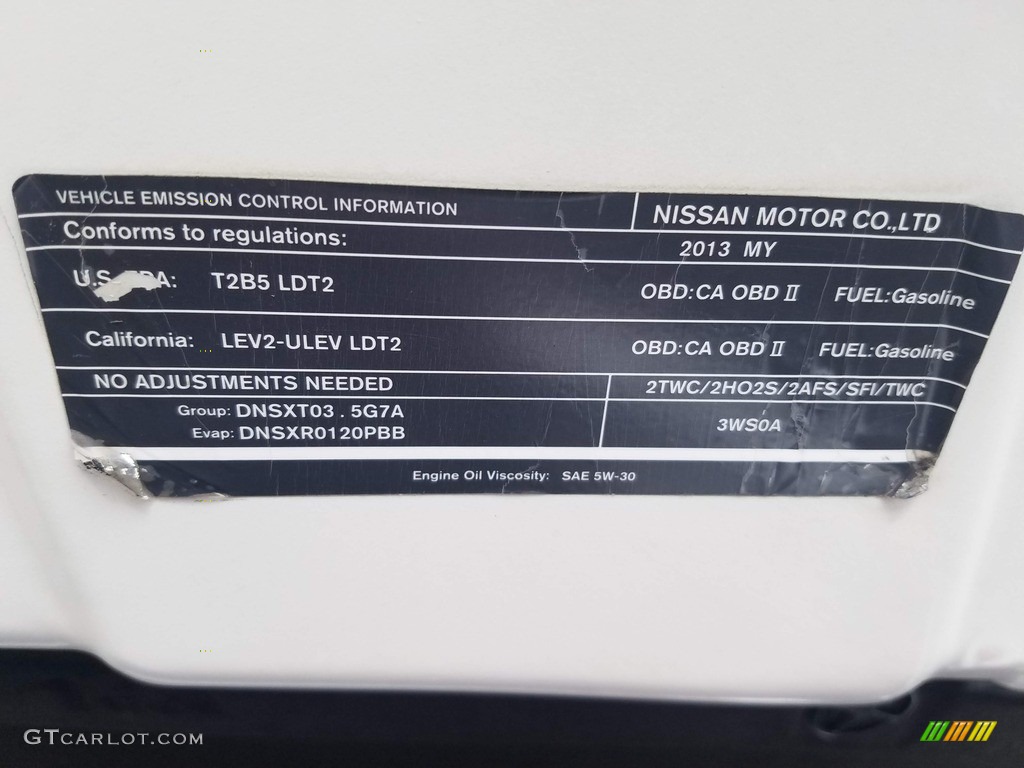 VEHICLE EMISSION CONTROL INFORMATION NISSAN MOTOR CO.,LTD
Conforms to regulations: 2013 MY
U.S. EPA: T2B5 LDT2 OBD:CA OBD II FUEL:Gasoline
California: LEV2-ULEV LDT2 OBD:CA OBD II FUEL:Gasoline
NO ADJUSTMENTS NEEDED 2TWC/2HO2S/2AFS/SFI/TWC
Group: DNSXT03.5G7A
Evap: DNSXR0120PBB 3WS0A
Engine Oil Viscosity: SAE 5W-30
GTCARLOT.COM